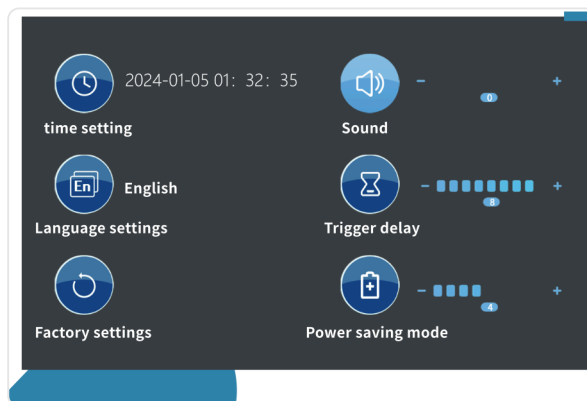 2024-01-05 01: 32: 35
time setting
- +
0
Sound
En
English
Language settings
- +
8
Trigger delay
Factory settings
- +
4
Power saving mode